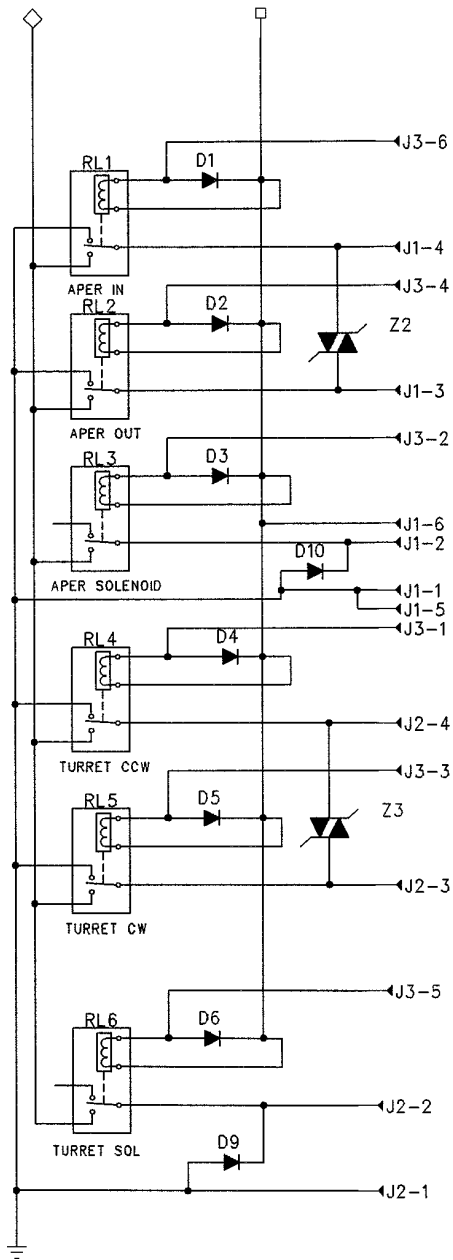 J3-6
RL1
D1
J1-4
APER IN
J3-4
RL2
D2
Z2
J1-3
APER OUT
J3-2
RL3
D3
J1-6
J1-2
D10
APER SOLENOID
J1-1
J1-5
J3-1
RL4
D4
J2-4
TURRET CCW
J3-3
RL5
D5
Z3
J2-3
TURRET CW
J3-5
RL6
D6
J2-2
TURRET SOL
D9
J2-1